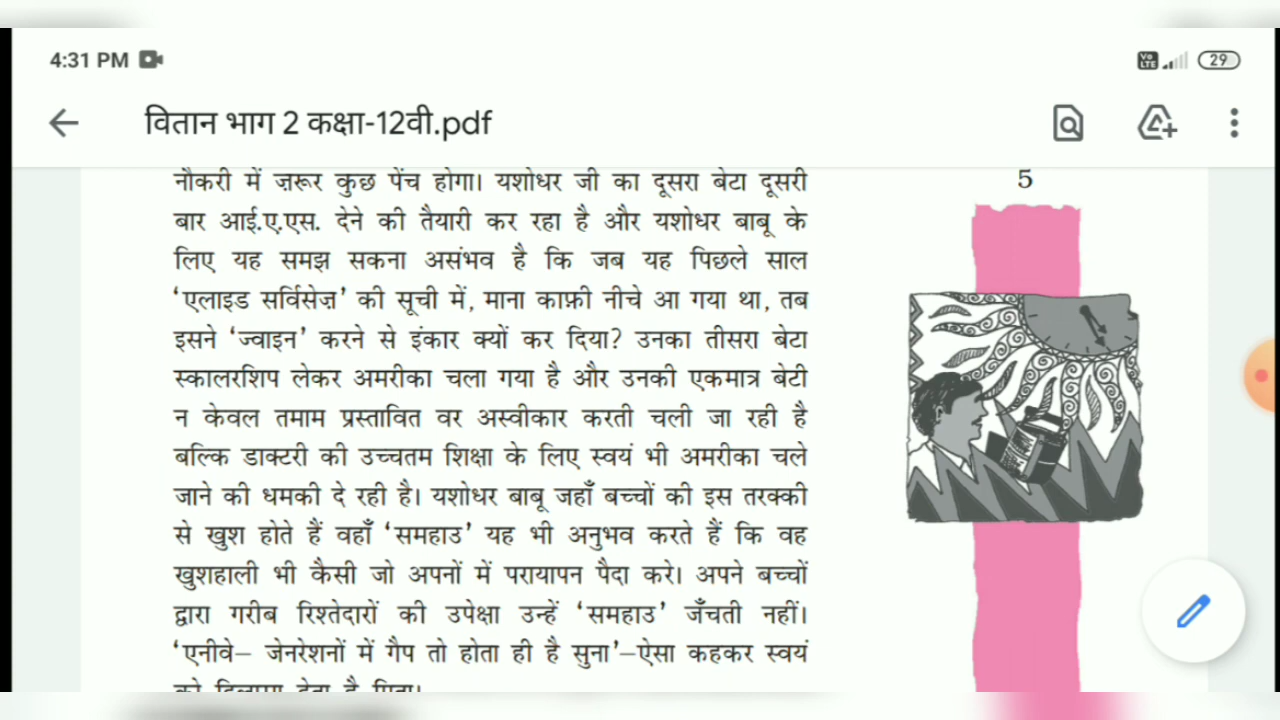 4:31 PM
Vo LTE
29
वितान भाग 2 कक्षा-12वी.pdf
नौकरी में ज़रूर कुछ पेंच होगा। यशोधर जी का दूसरा बेटा दूसरी
बार आई.ए.एस. देने की तैयारी कर रहा है और यशोधर बाबू के
लिए यह समझ सकना असंभव है कि जब यह पिछले साल
‘एलाइड सर्विसेज़’ की सूची में, माना काफ़ी नीचे आ गया था, तब
इसने ‘ज्वाइन’ करने से इंकार क्यों कर दिया? उनका तीसरा बेटा
स्कालरशिप लेकर अमरीका चला गया है और उनकी एकमात्र बेटी
न केवल तमाम प्रस्तावित वर अस्वीकार करती चली जा रही है
बल्कि डाक्टरी की उच्चतम शिक्षा के लिए स्वयं भी अमरीका चले
जाने की धमकी दे रही है। यशोधर बाबू जहाँ बच्चों की इस तरक्की
से खुश होते हैं वहाँ ‘समहाउ’ यह भी अनुभव करते हैं कि वह
खुशहाली भी कैसी जो अपनों में परायापन पैदा करे। अपने बच्चों
द्वारा गरीब रिश्तेदारों की उपेक्षा उन्हें ‘समहाउ’ जँचती नहीं।
‘एनीवे– जेनरेशनों में गैप तो होता ही है सुना’–ऐसा कहकर स्वयं
को दिलासा देता है पिता।
5